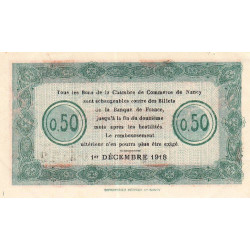 Tous les Bons de la Chambre de Commerce de Nancy
sont échangeables contre des Billets
de la Banque de France,
jusqu'à la fin du douzième
mois après les hostilités.
Le remboursement
ultérieur n'en pourra plus être exigé.
0.50
0.50
1er DÉCEMBRE 1918